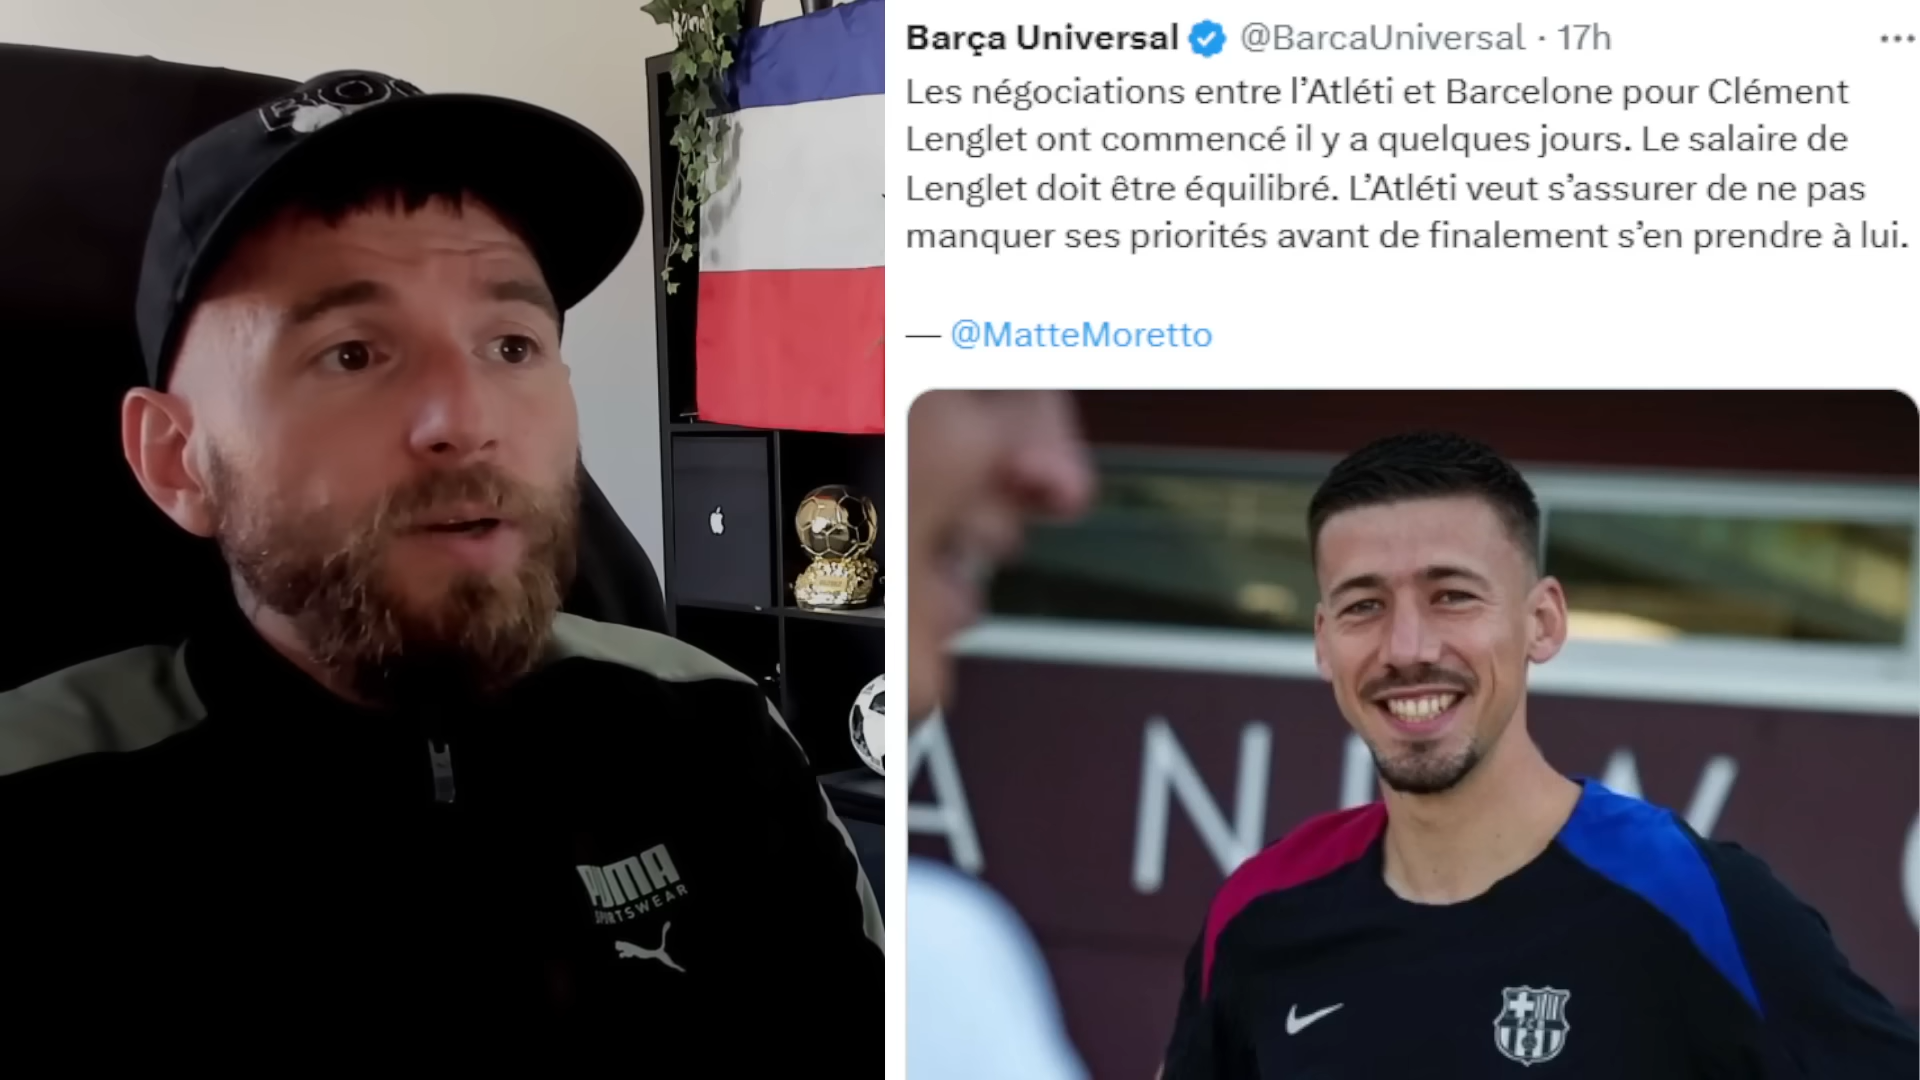 Barça Universal @BarcaUniversal · 17h
Les négociations entre l'Atléti et Barcelone pour Clément
Lenglet ont commencé il y a quelques jours. Le salaire de
Lenglet doit être équilibré. L'Atléti veut s'assurer de ne pas
manquer ses priorités avant de finalement s'en prendre à lui.
— @MatteMoretto
PUMA
SPORTSWEAR